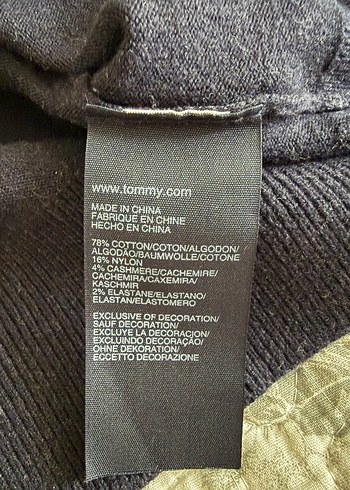 www.tommy.com
MADE IN CHINA
FABRIQUE EN CHINE
HECHO EN CHINA
78% COTTON/COTON/ALGODON/
ALGODÃO/BAUMWOLLE/COTONE
16% NYLON
4% CASHMERE/CACHEMIRE/
CACHEMIRA/CAXEMIRA/
KASCHMIR
2% ELASTANE/ELASTANO/
ELASTAN/ELASTOMERO
EXCLUSIVE OF DECORATION/
SAUF DECORATION/
EXCLUYE LA DECORACION/
EXCLUINDO DECORAÇÃO/
OHNE DEKORATION/
ECCETTO DECORAZIONE